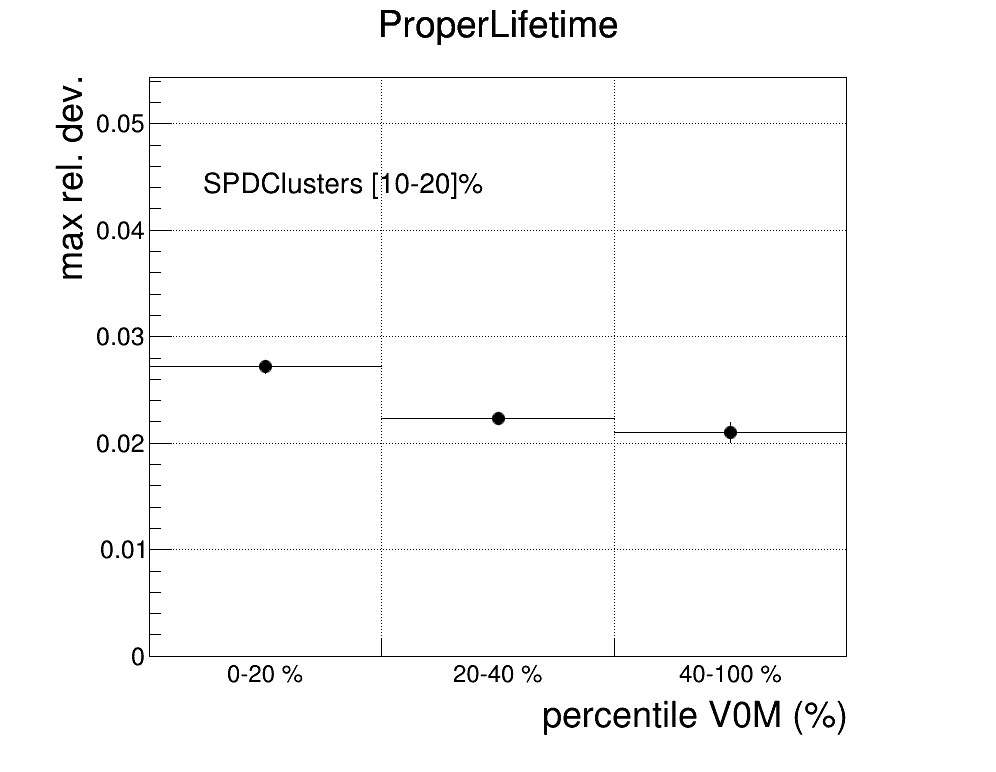 ProperLifetime
max rel. dev.
0.05
SPDClusters [10-20]%
0.04
0.03
0.02
0.01
0
0-20 %
20-40 %
40-100 %
percentile V0M (%)